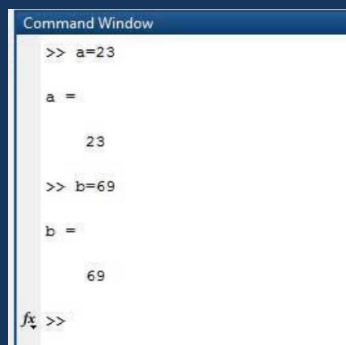 Command Window
>> a=23
a =
23
>> b=69
b =
69
fx >>